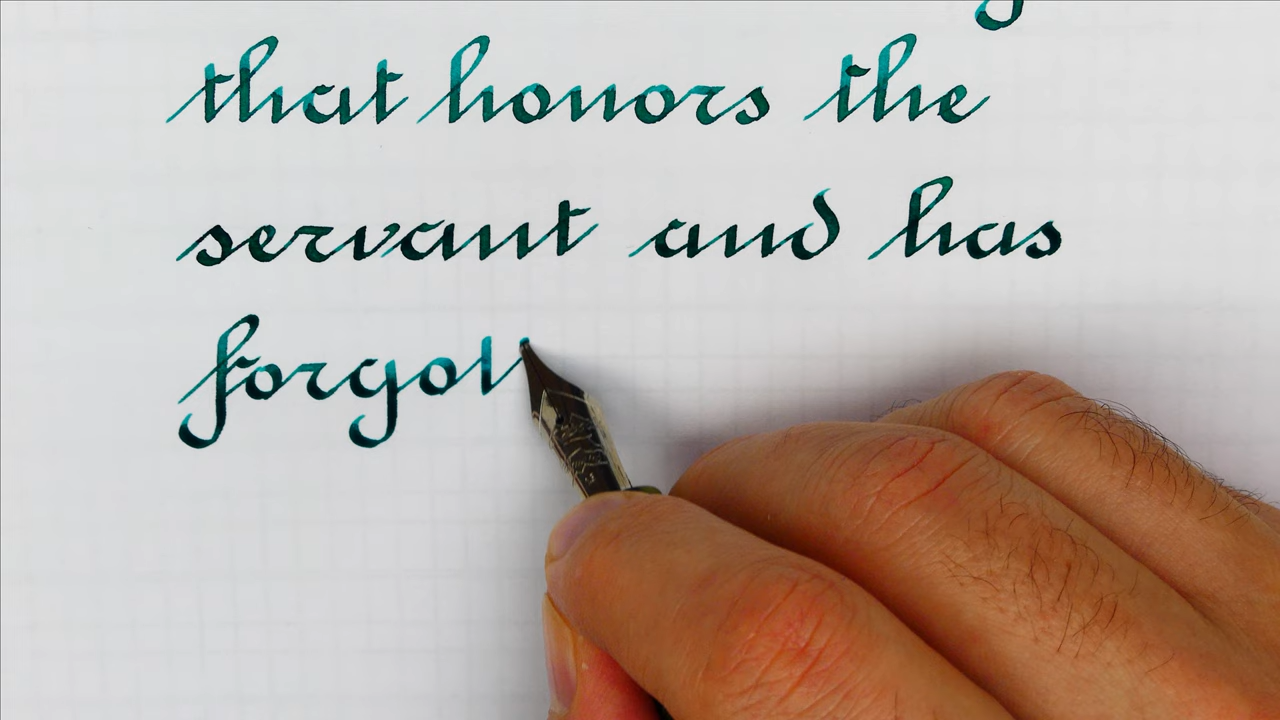 that honors the
servant and has
forgot